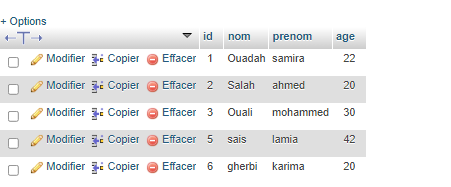 + Options
←T→ id nom prenom age
Modifier Copier Effacer 1 Ouadah samira 22
Modifier Copier Effacer 2 Salah ahmed 20
Modifier Copier Effacer 3 Ouali mohammed 30
Modifier Copier Effacer 5 sais lamia 42
Modifier Copier Effacer 6 gherbi karima 20